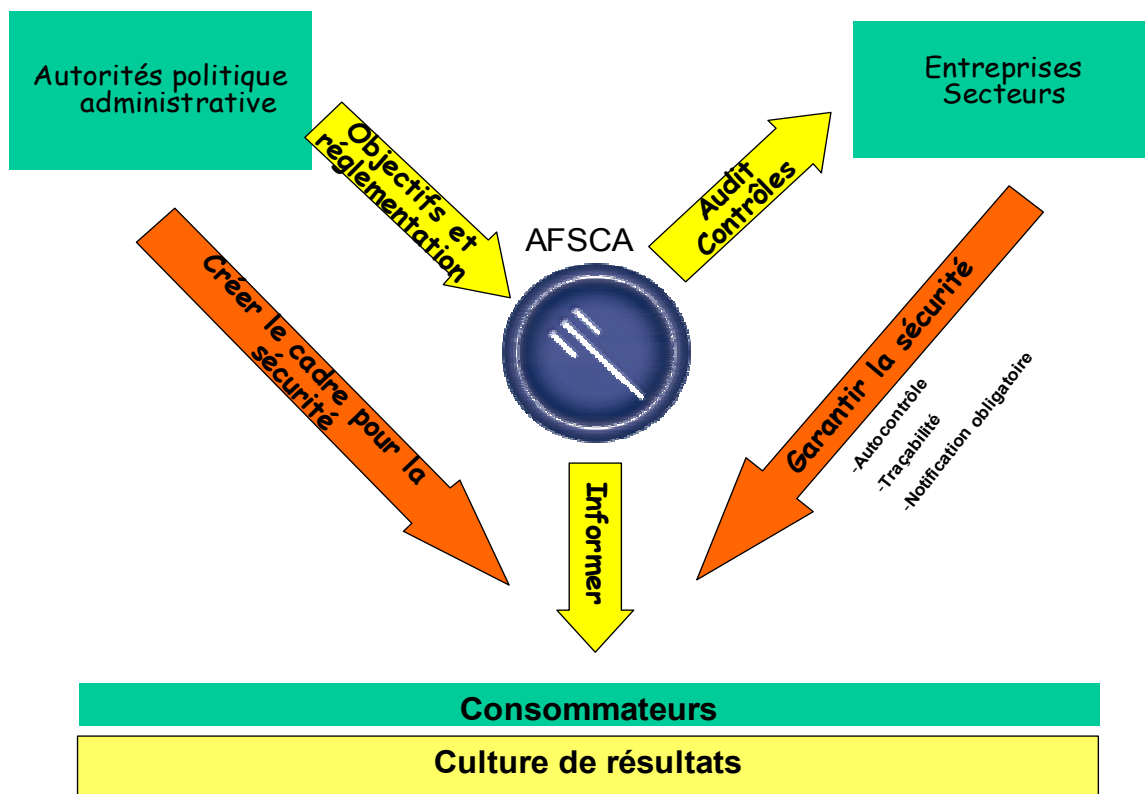 Autorités politique
administrative
Entreprises
Secteurs
Objectifs et
réglementation
Audit
Contrôles
AFSCA
Créer le cadre pour la
sécurité
Garantir la sécurité
-Autocontrôle
-Traçabilité
-Notification obligatoire
Informer
Consommateurs
Culture de résultats